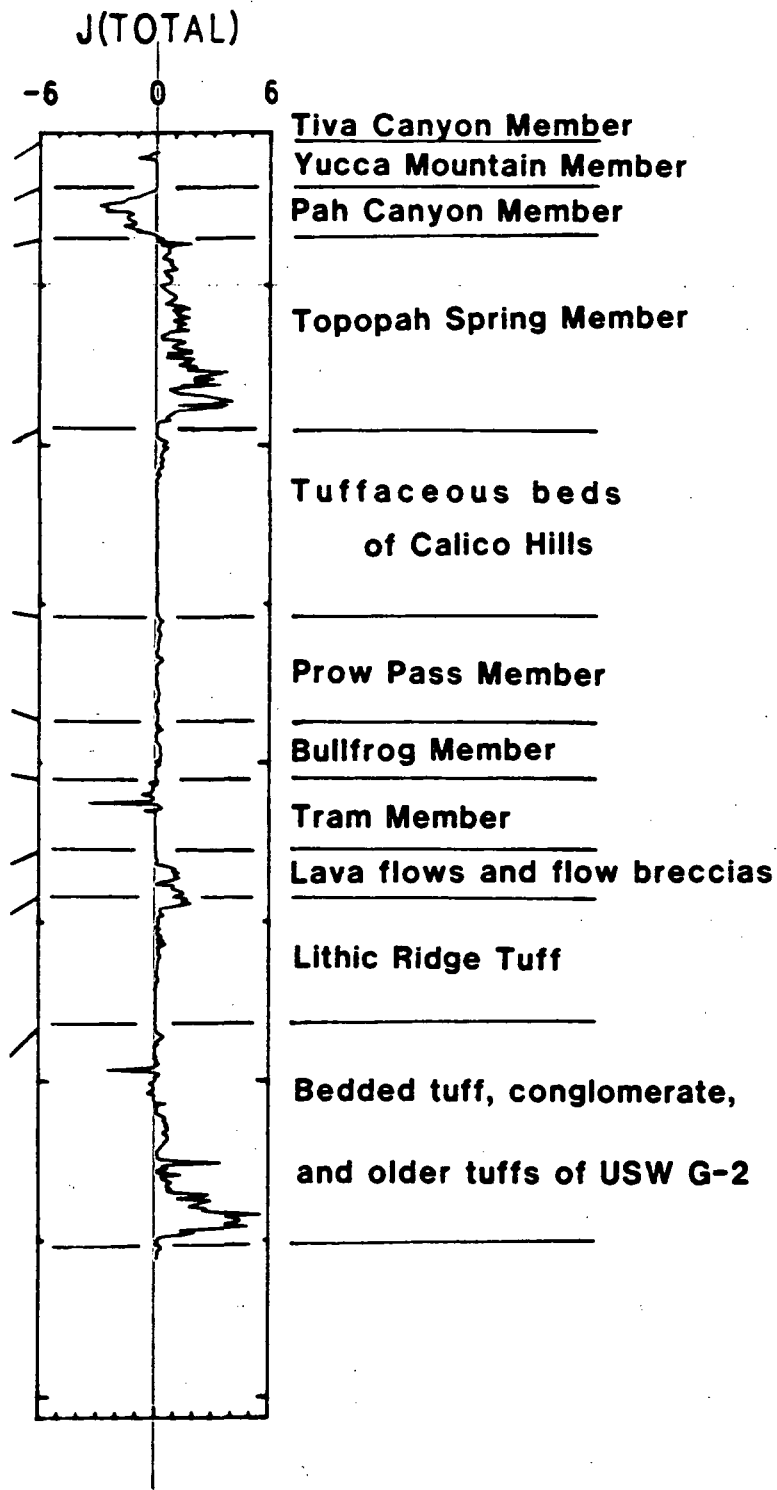 J(TOTAL)
-6 0 6
Tiva Canyon Member
Yucca Mountain Member
Pah Canyon Member
Topopah Spring Member
Tuffaceous beds
of Calico Hills
Prow Pass Member
Bullfrog Member
Tram Member
Lava flows and flow breccias
Lithic Ridge Tuff
Bedded tuff, conglomerate,
and older tuffs of USW G-2